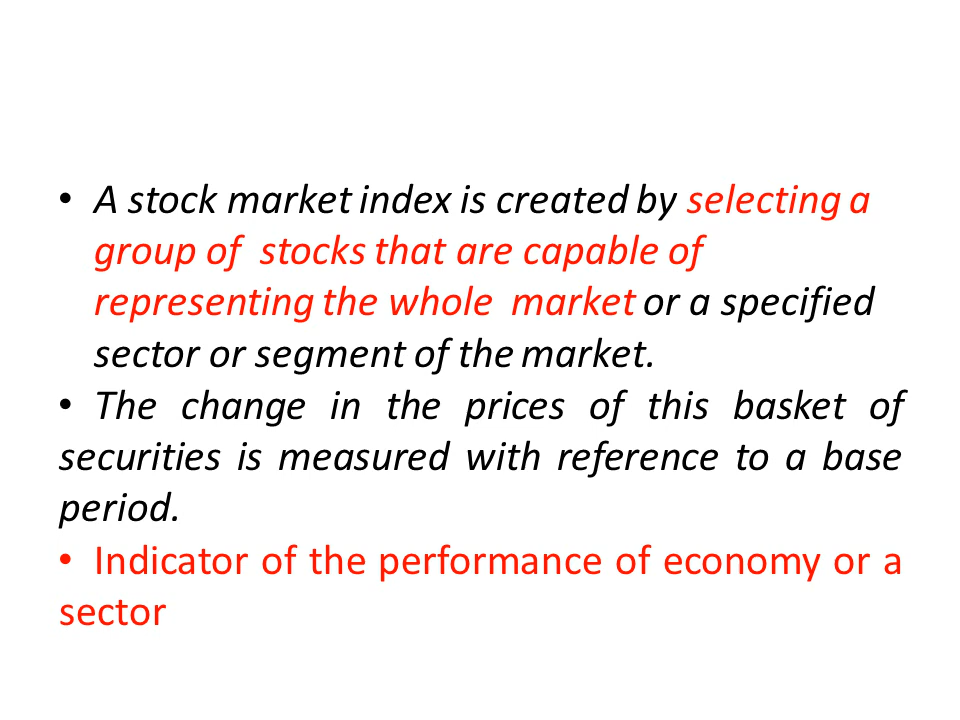 • A stock market index is created by selecting a
group of  stocks that are capable of
representing the whole  market or a specified
sector or segment of the market.
• The change in the prices of this basket of
securities is measured with reference to a base
period.
• Indicator of the performance of economy or a
sector